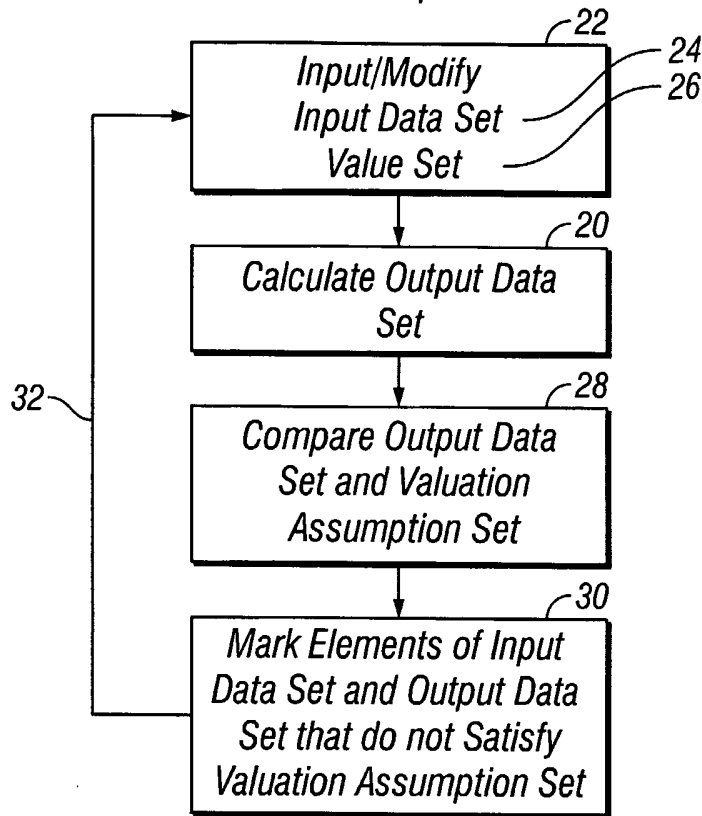 22
Input/Modify
Input Data Set
24
Value Set
26
20
Calculate Output Data
Set
28
Compare Output Data
Set and Valuation
Assumption Set
32
30
Mark Elements of Input
Data Set and Output Data
Set that do not Satisfy
Valuation Assumption Set